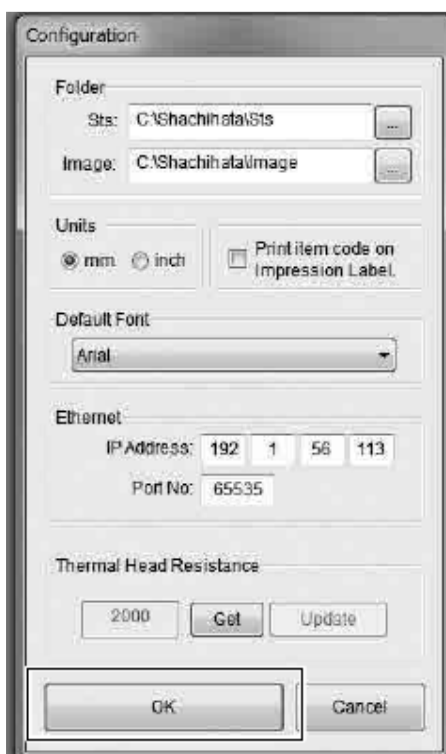 Configuration
Folder
Sts: C:\Shachihata\Sts ...
Image: C:\Shachihata\Image ...
Units
mm inch
Print item code on
Impression Label.
Default Font
Arial
Ethernet
IP Address: 192 1 56 113
Port No: 65535
Thermal Head Resistance
2000 Get Update
OK Cancel